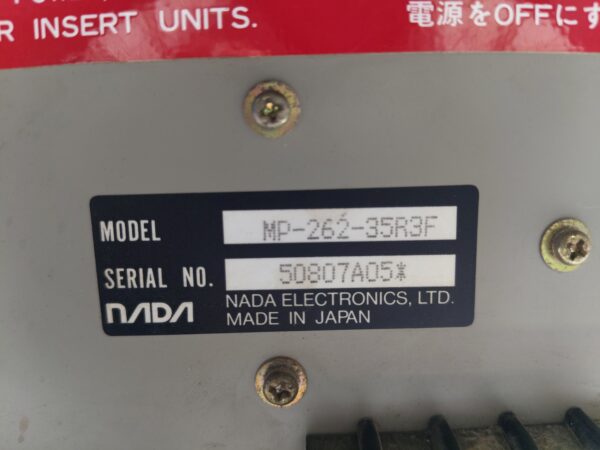 R INSERT UNITS.
電源をOFFにす
MODEL MP-262-35R3F
SERIAL NO. 50807A05*
NADA NADA ELECTRONICS, LTD.
MADE IN JAPAN